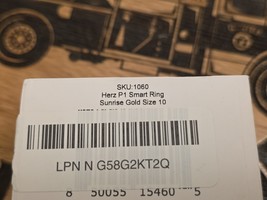 SKU:1060
Herz P1 Smart Ring
Sunrise Gold Size 10
LPN N G58G2KT2Q
8 50055 15460 5